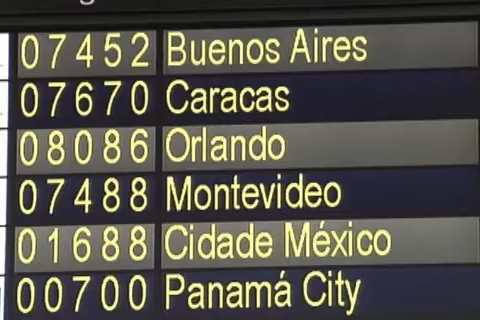 07452 Buenos Aires
07670 Caracas
08086 Orlando
07488 Montevideo
01688 Cidade México
00700 Panamá City